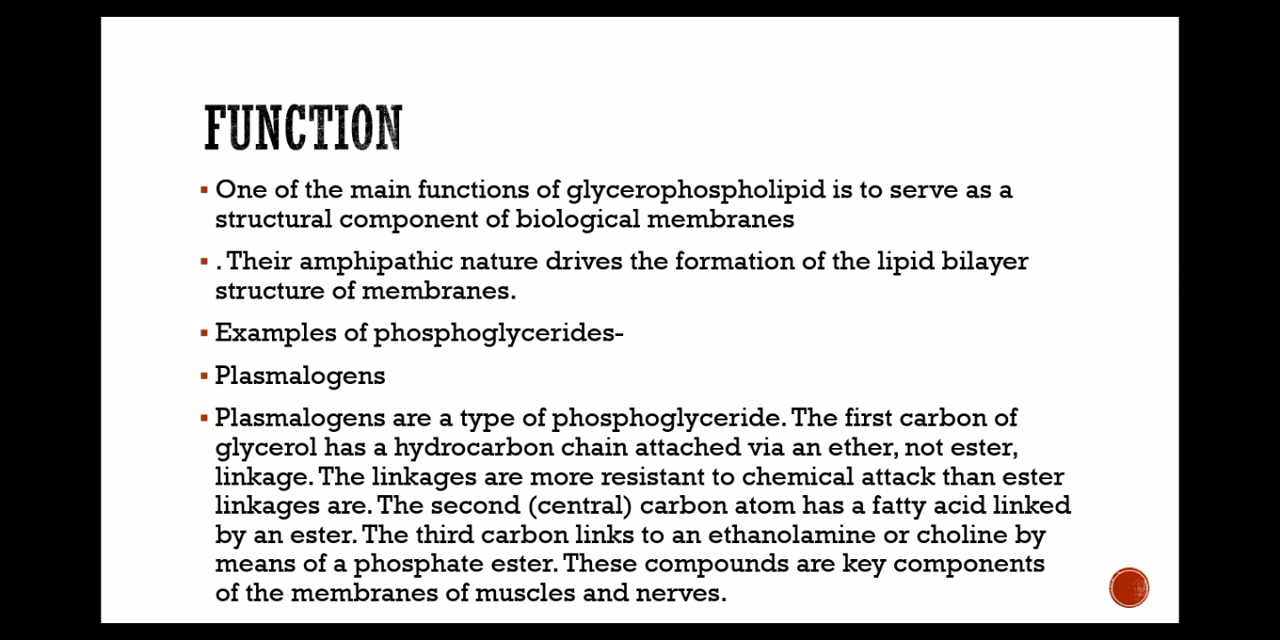 FUNCTION
▪ One of the main functions of glycerophospholipid is to serve as a
structural component of biological membranes
▪ . Their amphipathic nature drives the formation of the lipid bilayer
structure of membranes.
▪ Examples of phosphoglycerides-
▪ Plasmalogens
▪ Plasmalogens are a type of phosphoglyceride. The first carbon of
glycerol has a hydrocarbon chain attached via an ether, not ester,
linkage. The linkages are more resistant to chemical attack than ester
linkages are. The second (central) carbon atom has a fatty acid linked
by an ester. The third carbon links to an ethanolamine or choline by
means of a phosphate ester. These compounds are key components
of the membranes of muscles and nerves.